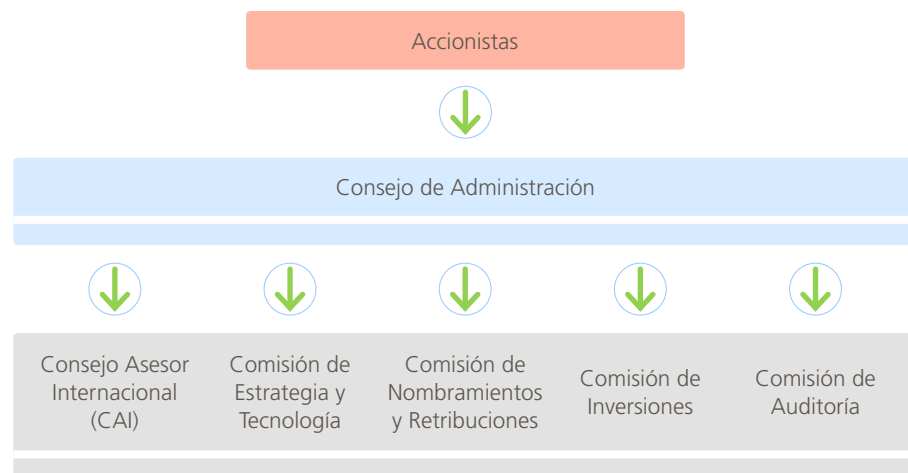 Accionistas
Consejo de Administración
Consejo Asesor
Internacional
(CAI)
Comisión de
Estrategia y
Tecnología
Comisión de
Nombramientos
y Retribuciones
Comisión de
Inversiones
Comisión de
Auditoría